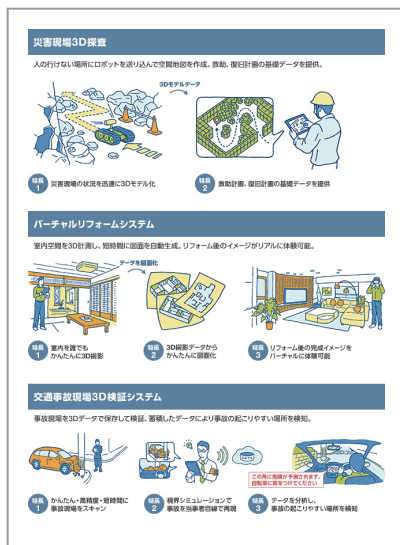 災害現場3D探査
人の行けない場所にロボットを送り込んで空間地図を作成。救助、復旧計画の基礎データを提供。
3Dモデルデータ
特長
1
災害現場の状況を迅速に3Dモデル化
特長
2
救助計画、復旧計画の基礎データを提供
バーチャルリフォームシステム
室内空間を3D計測し、短時間に図面を自動生成。リフォーム後のイメージがリアルに体験可能。
データを図面化
特長
1
室内を誰でも
かんたんに3D撮影
特長
2
3D撮影データから
かんたんに図面化
特長
3
リフォーム後の完成イメージを
バーチャルに体験可能
交通事故現場3D検証システム
事故現場を3Dデータで保存して検証。蓄積したデータにより事故の起こりやすい場所を検知。
この先に危険が予測されます。
自転車に気をつけてください
特長
1
かんたん・高精度・短時間に
事故現場をスキャン
特長
2
視界シミュレーションで
事故を当事者目線で再現
特長
3
データを分析し、
事故の起こりやすい場所を検知